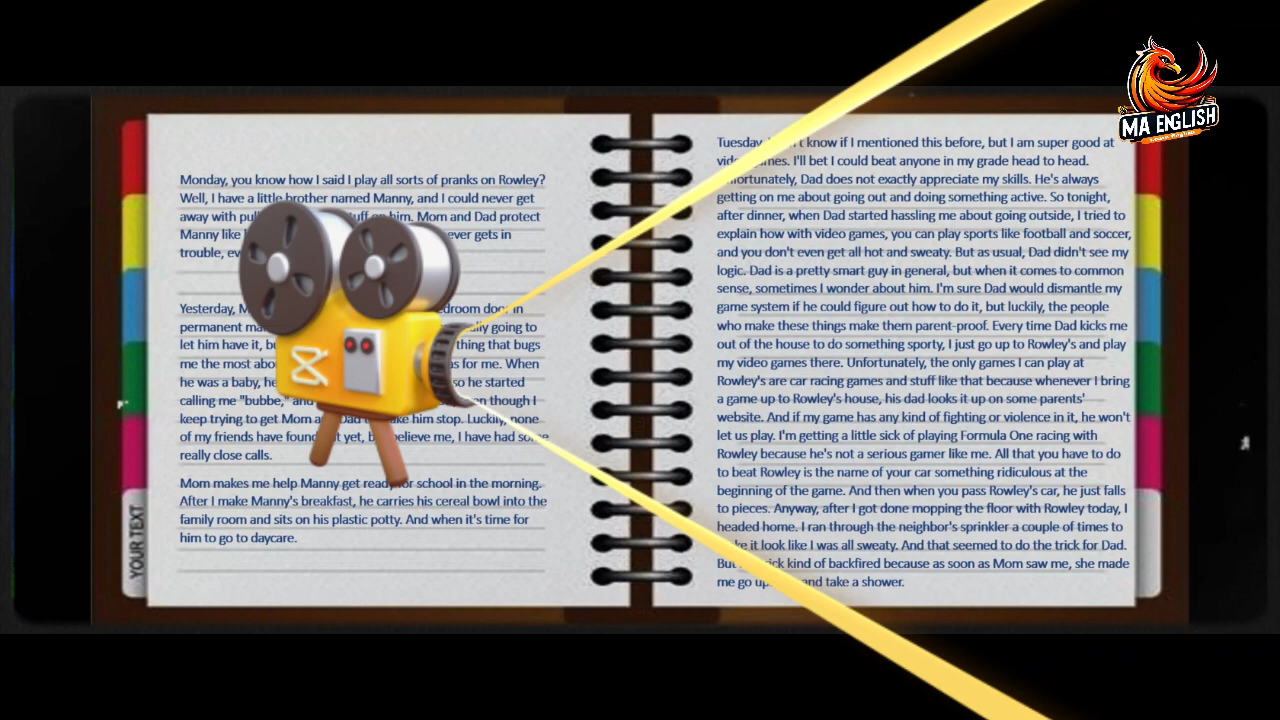 Monday, you know how I said I play all sorts of pranks on Rowley?
Well, I have a little brother named Manny, and I could never get
away with stuff on him. Mom and Dad protect
Manny like ever gets in
trouble,
Yesterday, door in
permanent going to
let him have it, thing that bugs
me the most for me. When
he was a baby, he so he started
calling me "bubbe," and though I
keep trying to get Mom Dad him stop. Luckily, none
of my friends have found yet, believe me, I have had some
really close calls.
Mom makes me help Manny get ready for school in the morning.
After I make Manny's breakfast, he carries his cereal bowl into the
family room and sits on his plastic potty. And when it's time for
him to go to daycare.
YOUR TEXT
Tuesday know if I mentioned this before, but I am super good at
video games. I'll bet I could beat anyone in my grade head to head.
Unfortunately, Dad does not exactly appreciate my skills. He's always
getting on me about going out and doing something active. So tonight,
after dinner, when Dad started hassling me about going outside, I tried to
explain how with video games, you can play sports like football and soccer,
and you don't even get all hot and sweaty. But as usual, Dad didn't see my
logic. Dad is a pretty smart guy in general, but when it comes to common
sense, sometimes I wonder about him. I'm sure Dad would dismantle my
game system if he could figure out how to do it, but luckily, the people
who make these things make them parent-proof. Every time Dad kicks me
out of the house to do something sporty, I just go up to Rowley's and play
my video games there. Unfortunately, the only games I can play at
Rowley's are car racing games and stuff like that because whenever I bring
a game up to Rowley's house, his dad looks it up on some parents'
website. And if my game has any kind of fighting or violence in it, he won't
let us play. I'm getting a little sick of playing Formula One racing with
Rowley because he's not a serious gamer like me. All that you have to do
to beat Rowley is the name of your car something ridiculous at the
beginning of the game. And then when you pass Rowley's car, he just falls
to pieces. Anyway, after I got done mopping the floor with Rowley today, I
headed home. I ran through the neighbor's sprinkler a couple of times to
make it look like I was all sweaty. And that seemed to do the trick for Dad.
But trick kind of backfired because as soon as Mom saw me, she made
me go up and take a shower.
MA ENGLISH
Learn English